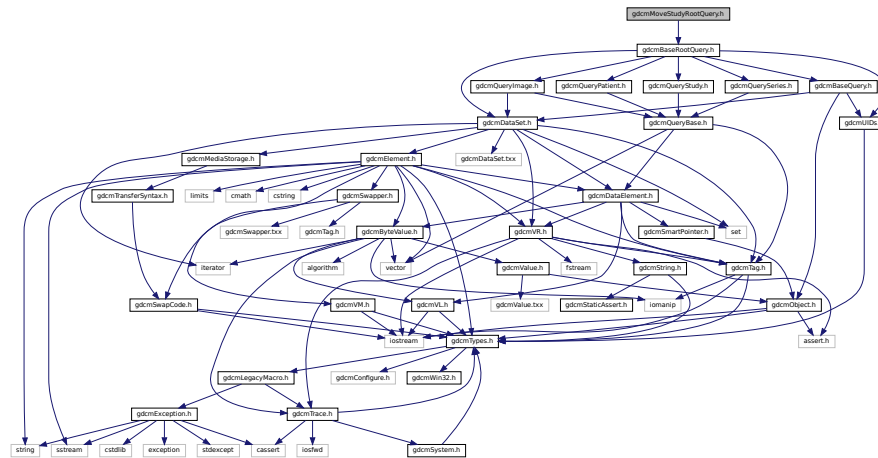 gdcmMoveStudyRootQuery.h
gdcmBaseRootQuery.h
gdcmQueryImage.h
gdcmQueryPatient.h
gdcmQueryStudy.h
gdcmQuerySeries.h
gdcmBaseQuery.h
gdcmDataSet.h
gdcmQueryBase.h
gdcmUIDs
gdcmMediaStorage.h
gdcmElement.h
gdcmDataSet.txx
gdcmTransferSyntax.h
limits
cmath
cstring
gdcmSwapper.h
gdcmDataElement.h
gdcmSwapper.txx
gdcmTag.h
gdcmByteValue.h
gdcmVR.h
gdcmSmartPointer.h
set
iterator
algorithm
vector
gdcmValue.h
fstream
gdcmString.h
gdcmTag.h
gdcmSwapCode.h
gdcmVM.h
gdcmVL.h
gdcmValue.txx
gdcmStaticAssert.h
iomanip
gdcmObject.h
iostream
gdcmTypes.h
assert.h
gdcmLegacyMacro.h
gdcmConfigure.h
gdcmWin32.h
gdcmException.h
gdcmTrace.h
string
sstream
cstdlib
exception
stdexcept
cassert
iosfwd
gdcmSystem.h